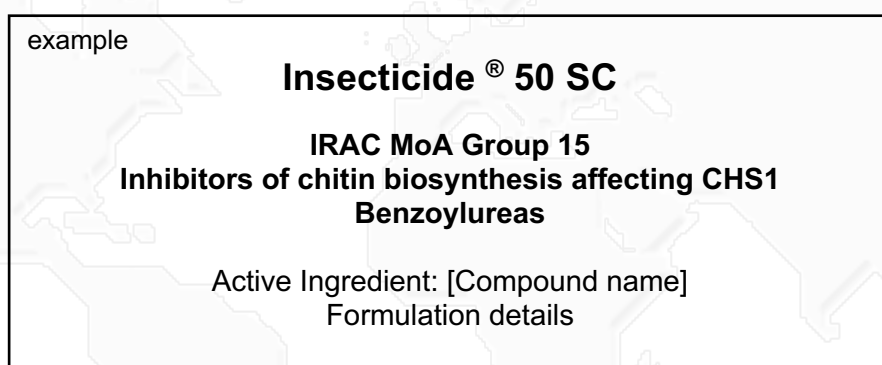 example
Insecticide ® 50 SC
IRAC MoA Group 15
Inhibitors of chitin biosynthesis affecting CHS1
Benzoylureas
Active Ingredient: [Compound name]
Formulation details